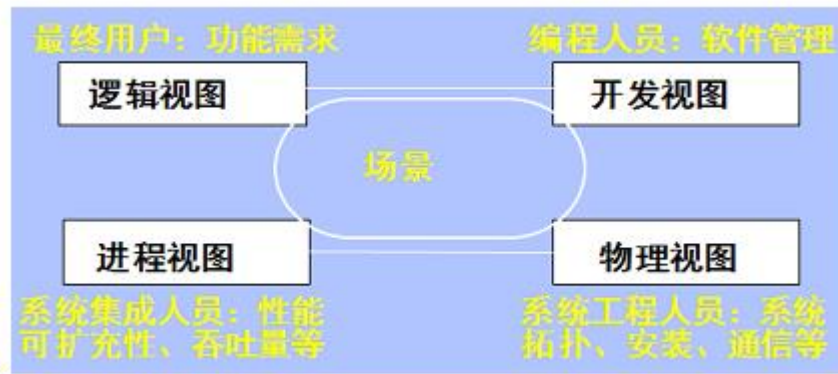 最终用户：功能需求
编程人员：软件管理
逻辑视图
开发视图
场景
进程视图
物理视图
系统集成人员：性能
可扩充性、吞吐量等
系统工程人员：系统
拓扑、安装、通信等